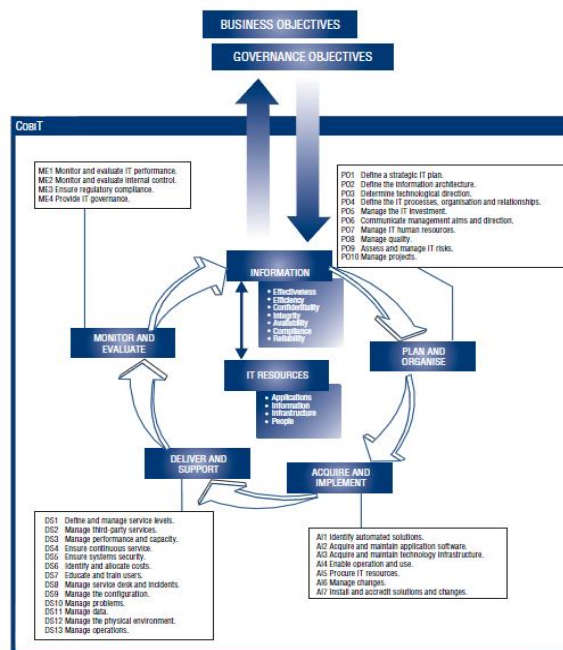 BUSINESS OBJECTIVES
GOVERNANCE OBJECTIVES
COBIT
ME1 Monitor and evaluate IT performance.
ME2 Monitor and evaluate internal control.
ME3 Ensure regulatory compliance.
ME4 Provide IT governance.
PO1 Define a strategic IT plan.
PO2 Define the information architecture.
PO3 Determine technological direction.
PO4 Define the IT processes, organisation and relationships.
PO5 Manage the IT investment.
PO6 Communicate management aims and direction.
PO7 Manage IT human resources.
PO8 Manage quality.
PO9 Assess and manage IT risks.
PO10 Manage projects.
INFORMATION
• Effectiveness
• Efficiency
• Confidentiality
• Integrity
• Availability
• Compliance
• Reliability
MONITOR AND
EVALUATE
PLAN AND
ORGANISE
IT RESOURCES
• Applications
• Information
• Infrastructure
• People
DELIVER AND
SUPPORT
ACQUIRE AND
IMPLEMENT
DS1 Define and manage service levels.
DS2 Manage third-party services.
DS3 Manage performance and capacity.
DS4 Ensure continuous service.
DS5 Ensure systems security.
DS6 Identify and allocate costs.
DS7 Educate and train users.
DS8 Manage service desk and incidents.
DS9 Manage the configuration.
DS10 Manage problems.
DS11 Manage data.
DS12 Manage the physical environment.
DS13 Manage operations.
AI1 Identify automated solutions.
AI2 Acquire and maintain application software.
AI3 Acquire and maintain technology infrastructure.
AI4 Enable operation and use.
AI5 Procure IT resources.
AI6 Manage changes.
AI7 Install and accredit solutions and changes.